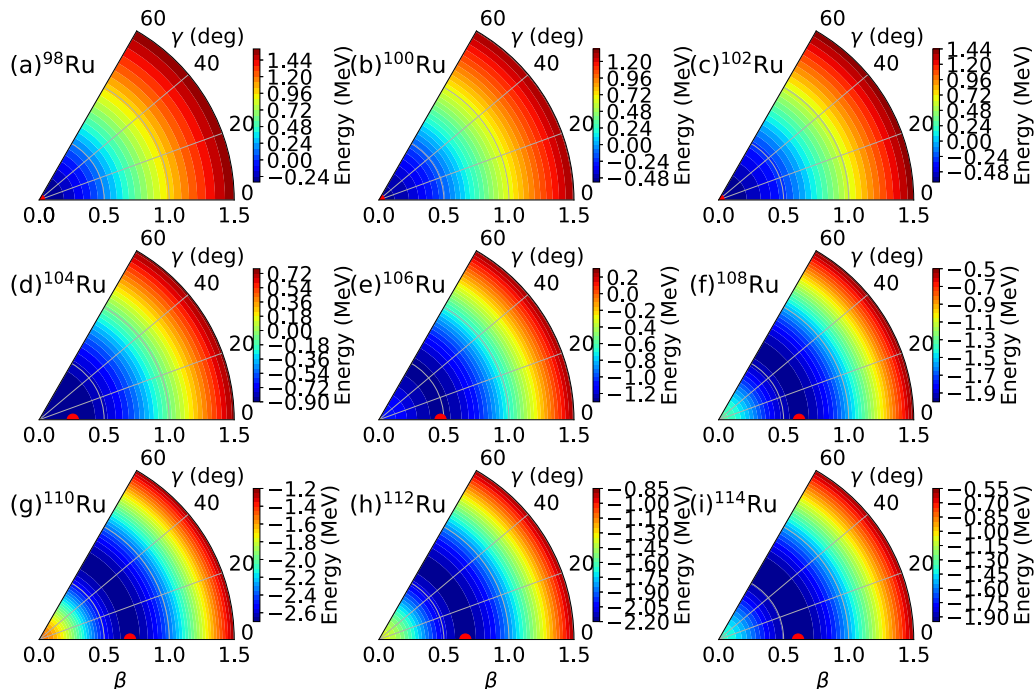 60
γ (deg)
40
20
0
(a)⁹⁸Ru
1.44
1.20
0.96
0.72
0.48
0.24
0.00
−0.24
Energy (MeV)
0.0 0.5 1.0 1.5
60
γ (deg)
40
20
0
(b)¹⁰⁰Ru
1.20
0.96
0.72
0.48
0.24
0.00
−0.24
−0.48
Energy (MeV)
0.0 0.5 1.0 1.5
60
γ (deg)
40
20
0
(c)¹⁰²Ru
1.44
1.20
0.96
0.72
0.48
0.24
0.00
−0.24
−0.48
Energy (MeV)
0.0 0.5 1.0 1.5
60
γ (deg)
40
20
0
(d)¹⁰⁴Ru
0.72
0.54
0.36
0.18
0.00
−0.18
−0.36
−0.54
−0.72
−0.90
Energy (MeV)
0.0 0.5 1.0 1.5
60
γ (deg)
40
20
0
(e)¹⁰⁶Ru
0.2
0.0
−0.2
−0.4
−0.6
−0.8
−1.0
−1.2
Energy (MeV)
0.0 0.5 1.0 1.5
60
γ (deg)
40
20
0
(f)¹⁰⁸Ru
−0.5
−0.7
−0.9
−1.1
−1.3
−1.5
−1.7
−1.9
Energy (MeV)
0.0 0.5 1.0 1.5
60
γ (deg)
40
20
0
(g)¹¹⁰Ru
−1.2
−1.4
−1.6
−1.8
−2.0
−2.2
−2.4
−2.6
Energy (MeV)
0.0 0.5 1.0 1.5
β
60
γ (deg)
40
20
0
(h)¹¹²Ru
−0.85
−1.00
−1.15
−1.30
−1.45
−1.60
−1.75
−1.90
−2.05
−2.20
Energy (MeV)
0.0 0.5 1.0 1.5
β
60
γ (deg)
40
20
0
(i)¹¹⁴Ru
−0.55
−0.70
−0.85
−1.00
−1.15
−1.30
−1.45
−1.60
−1.75
−1.90
Energy (MeV)
0.0 0.5 1.0 1.5
β